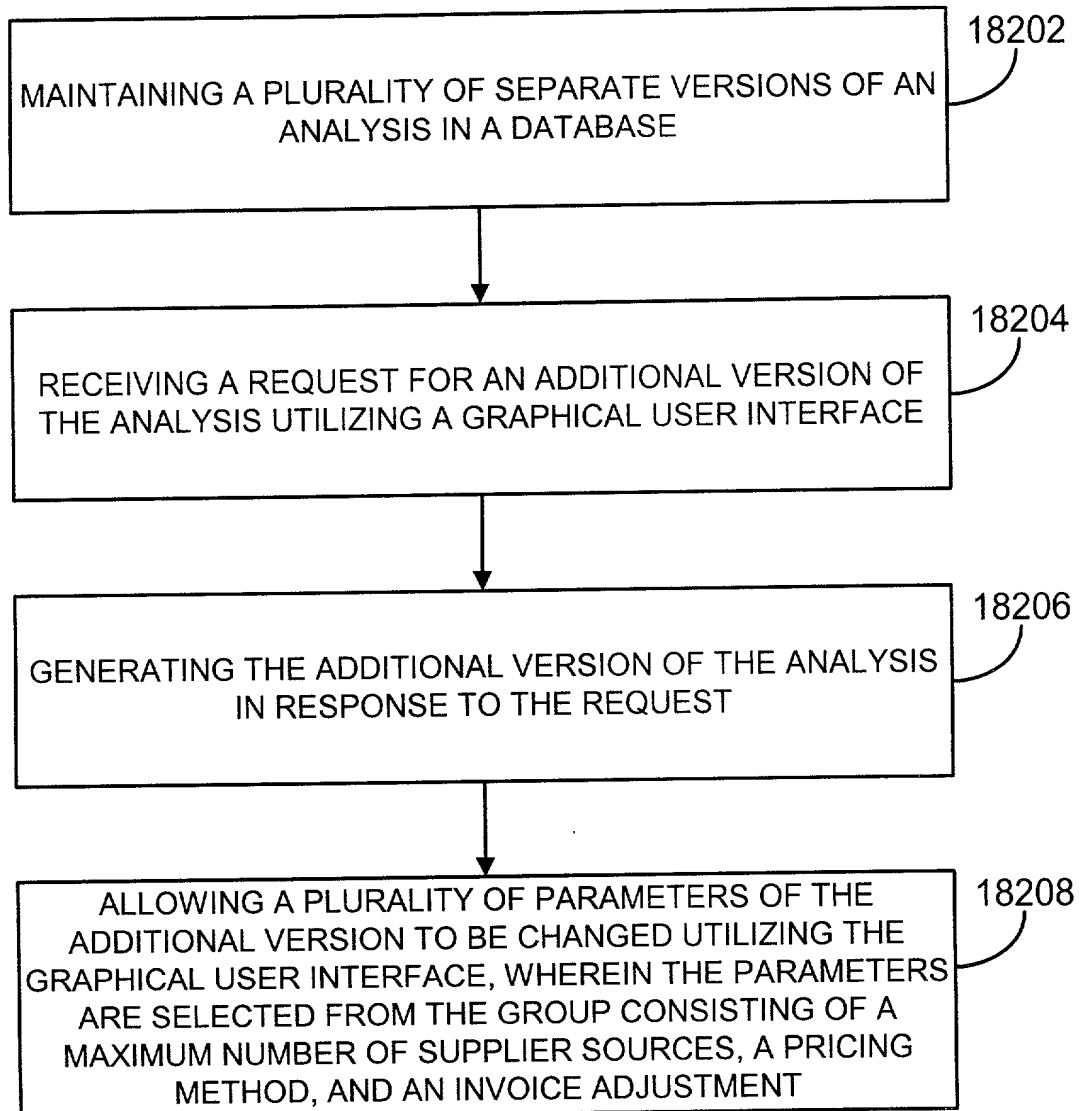 18202
MAINTAINING A PLURALITY OF SEPARATE VERSIONS OF AN
ANALYSIS IN A DATABASE
18204
RECEIVING A REQUEST FOR AN ADDITIONAL VERSION OF
THE ANALYSIS UTILIZING A GRAPHICAL USER INTERFACE
18206
GENERATING THE ADDITIONAL VERSION OF THE ANALYSIS
IN RESPONSE TO THE REQUEST
18208
ALLOWING A PLURALITY OF PARAMETERS OF THE
ADDITIONAL VERSION TO BE CHANGED UTILIZING THE
GRAPHICAL USER INTERFACE, WHEREIN THE PARAMETERS
ARE SELECTED FROM THE GROUP CONSISTING OF A
MAXIMUM NUMBER OF SUPPLIER SOURCES, A PRICING
METHOD, AND AN INVOICE ADJUSTMENT